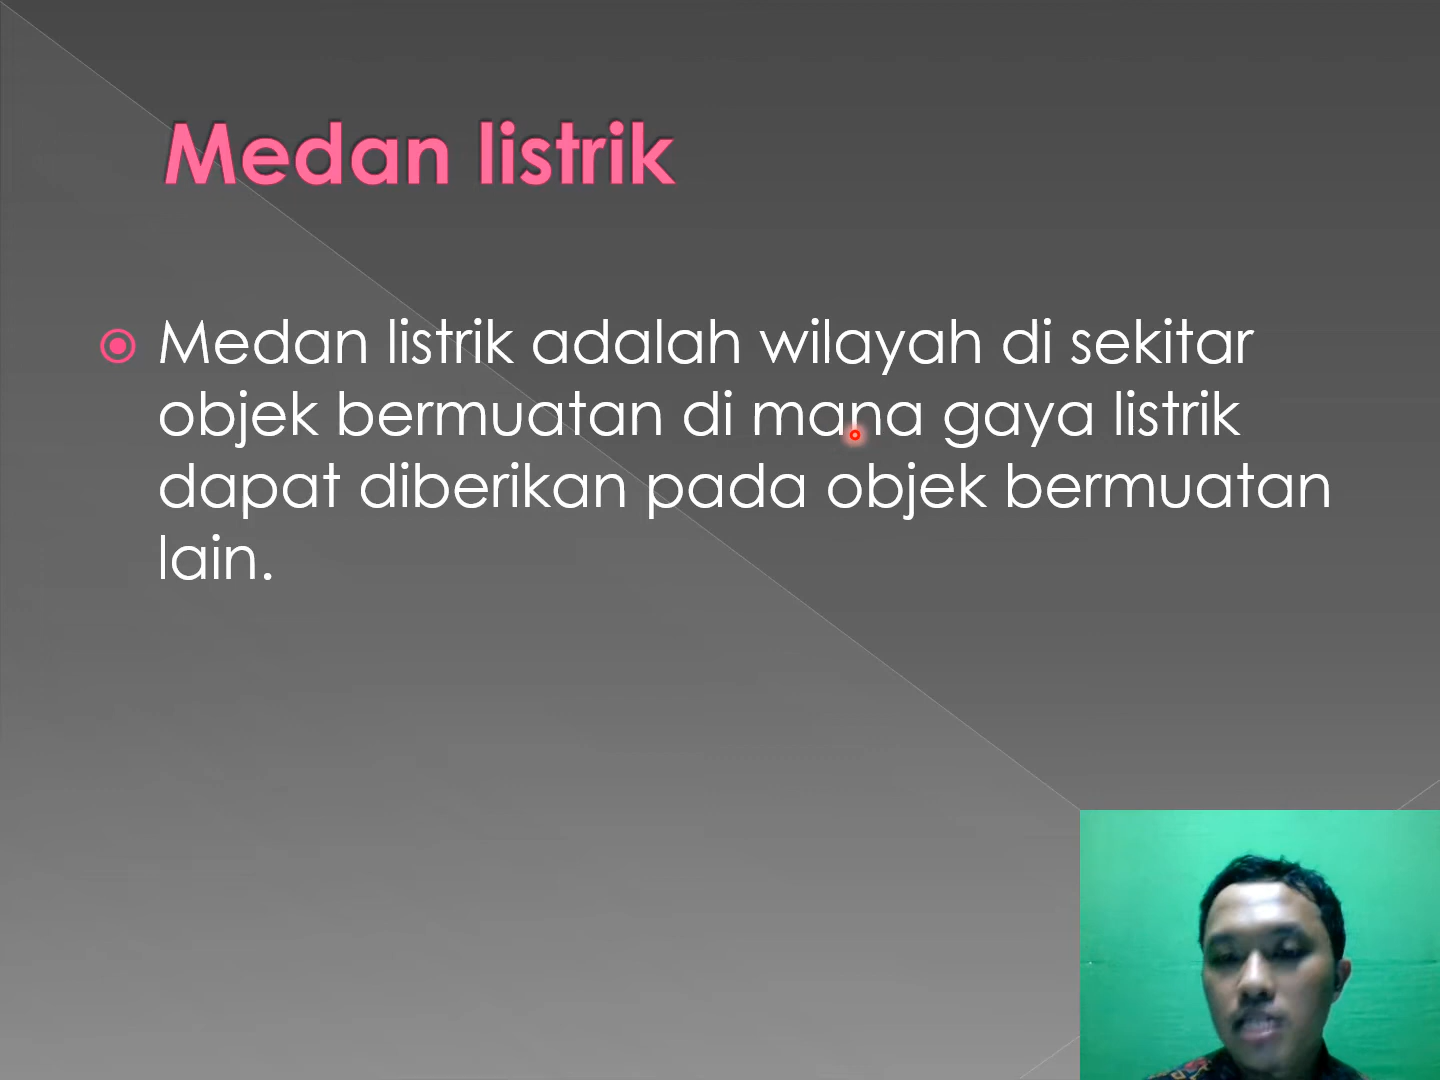 Medan listrik
Medan listrik adalah wilayah di sekitar
objek bermuatan di mana gaya listrik
dapat diberikan pada objek bermuatan
lain.